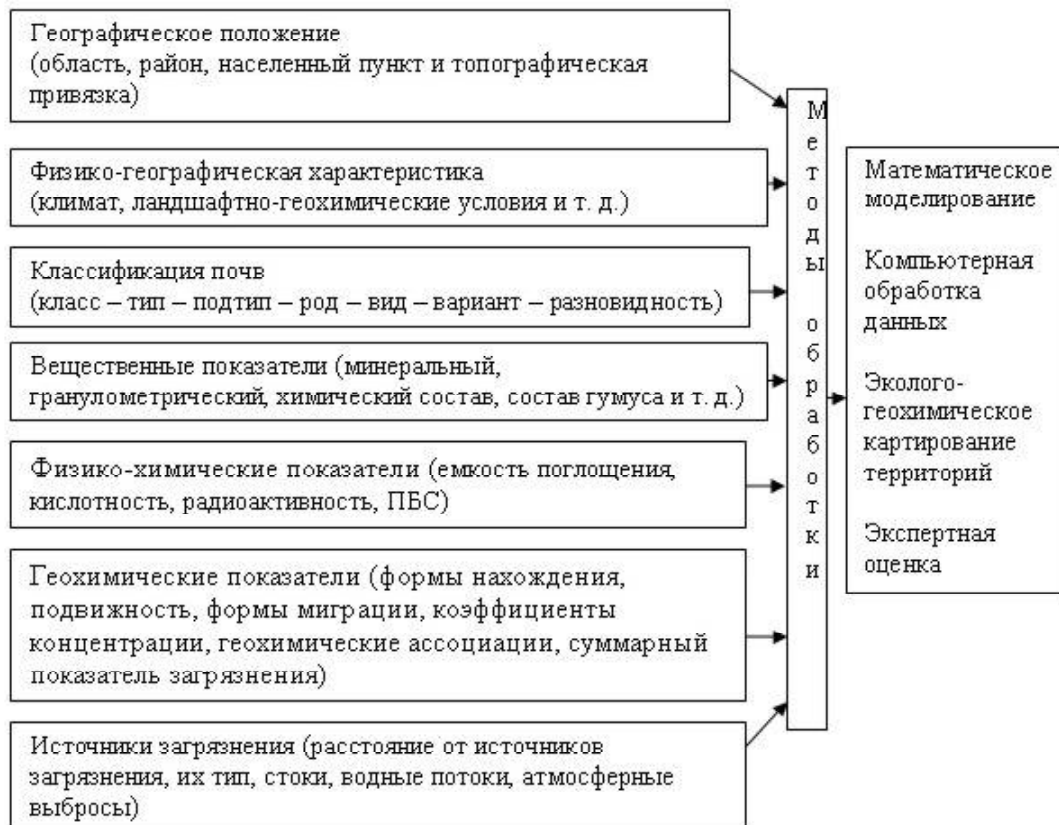 Географическое положение
(область, район, населенный пункт и топографическая
привязка)
Физико-географическая характеристика
(климат, ландшафтно-геохимические условия и т. д.)
Классификация почв
(класс – тип – подтип – род – вид – вариант – разновидность)
Вещественные показатели (минеральный,
гранулометрический, химический состав, состав гумуса и т. д.)
Физико-химические показатели (емкость поглощения,
кислотность, радиоактивность, ПБС)
Геохимические показатели (формы нахождения,
подвижность, формы миграции, коэффициенты
концентрации, геохимические ассоциации, суммарный
показатель загрязнения)
Источники загрязнения (расстояние от источников
загрязнения, их тип, стоки, водные потоки, атмосферные
выбросы)
Методы обработки
Математическое
моделирование
Компьютерная
обработка
данных
Эколого-
геохимическое
картирование
территорий
Экспертная
оценка